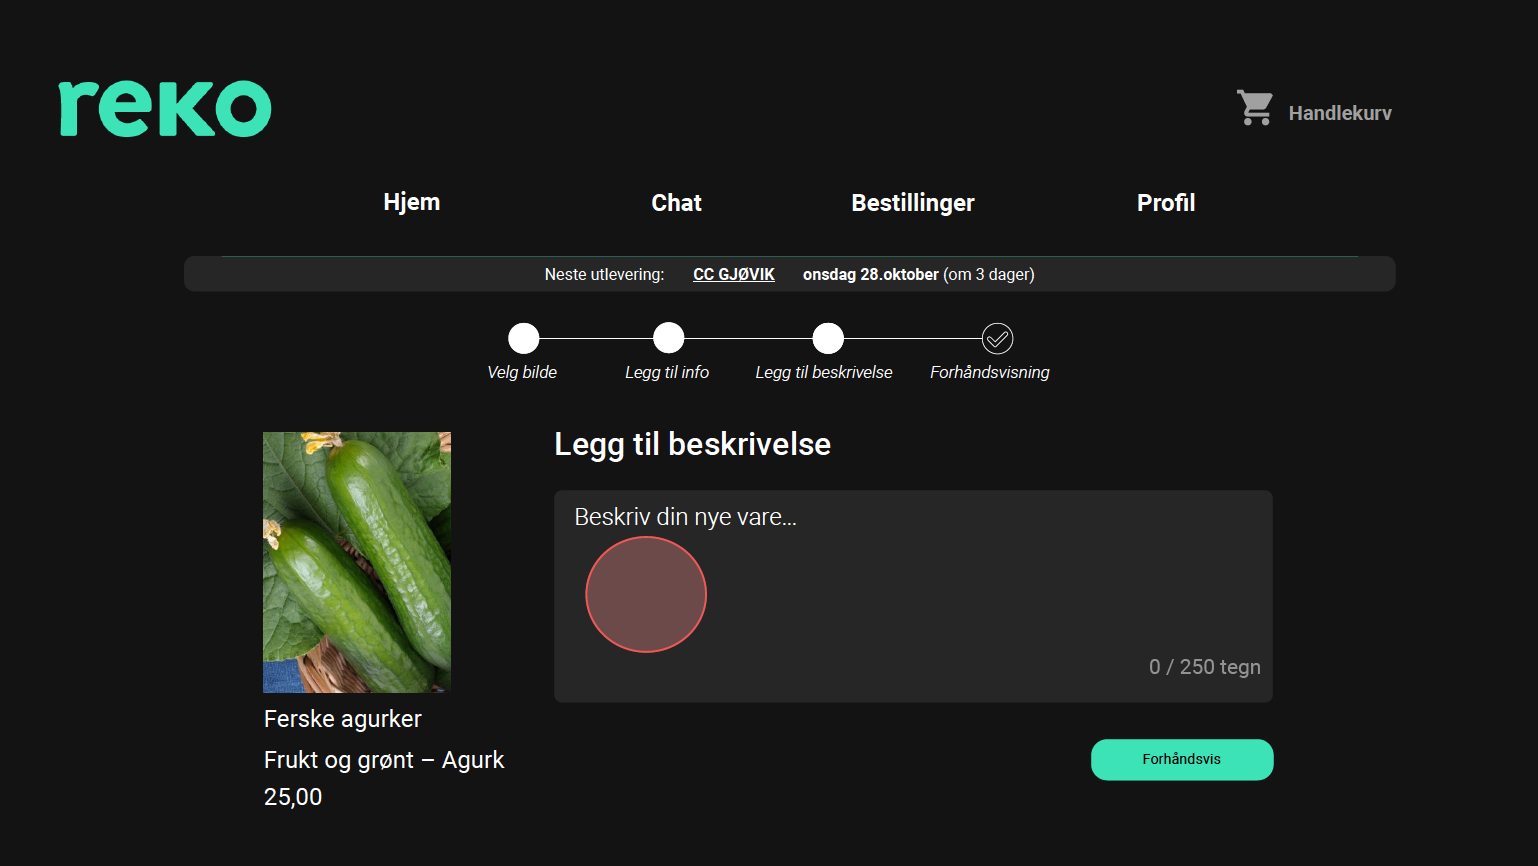 reko
Handlekurv
Hjem Chat Bestillinger Profil
Neste utlevering: CC GJØVIK onsdag 28.oktober (om 3 dager)
Velg bilde Legg til info Legg til beskrivelse Forhåndsvisning
Legg til beskrivelse
Beskriv din nye vare...
0 / 250 tegn
Ferske agurker
Frukt og grønt – Agurk
25,00
Forhåndsvis